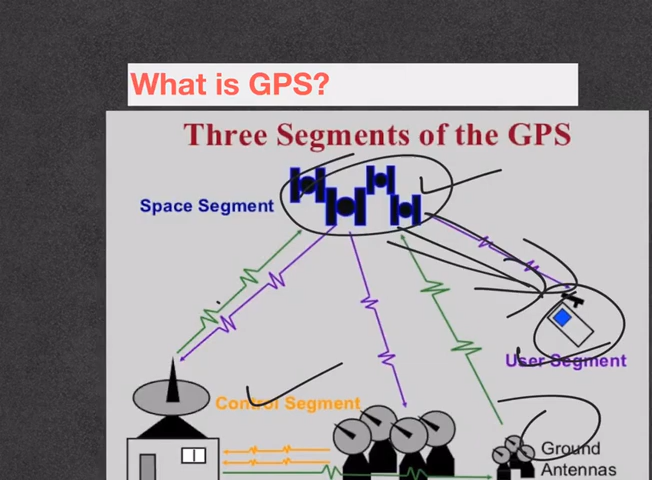 What is GPS?
Three Segments of the GPS
Space Segment
User Segment
Control Segment
Ground
Antennas